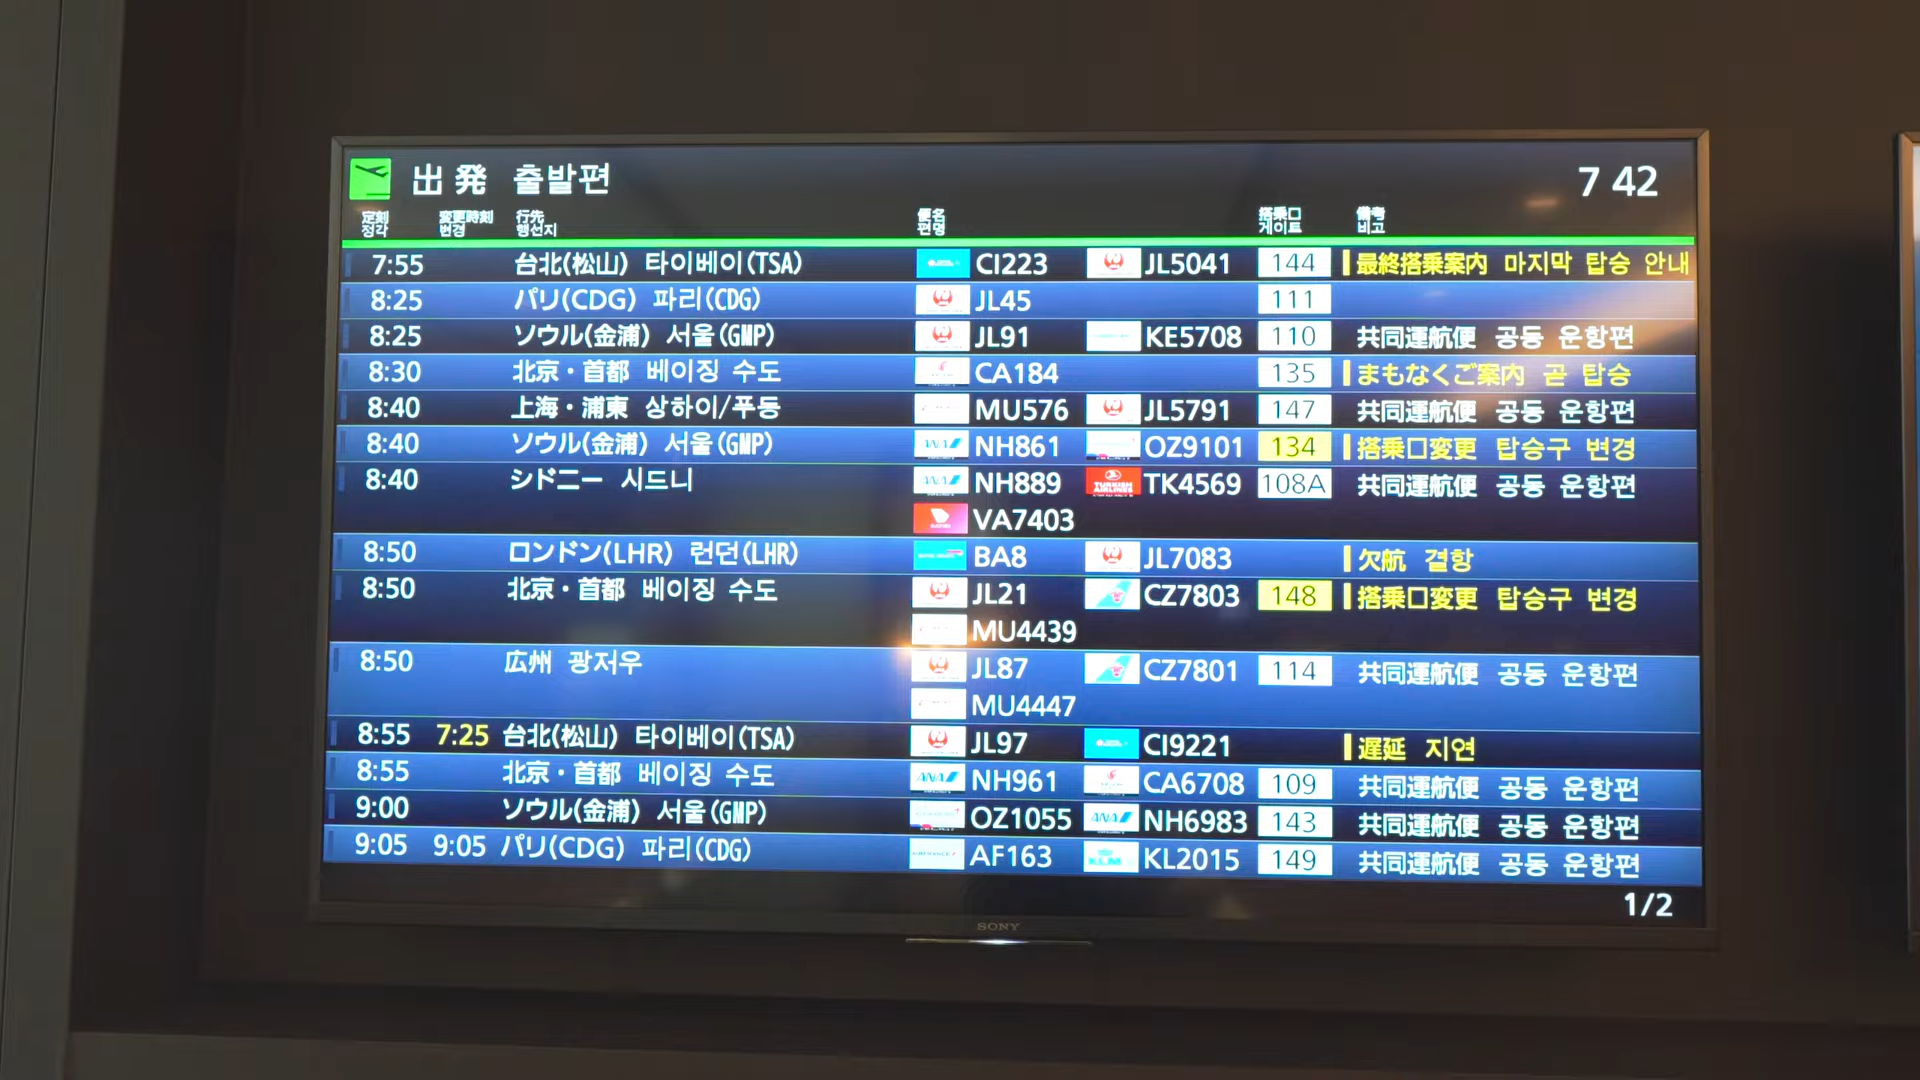 出発 출발편 7 42
定刻 変更時刻 行先 便名 搭乗口 備考
정각 변경 행선지 편명 게이트 비고
7:55 台北(松山) 타이베이(TSA) CI223 JL5041 144 最終搭乗案内 마지막 탑승 안내
8:25 パリ(CDG) 파리(CDG) JL45 111
8:25 ソウル(金浦) 서울(GMP) JL91 KE5708 110 共同運航便 공동 운항편
8:30 北京・首都 베이징 수도 CA184 135 まもなくご案内 곧 탑승
8:40 上海・浦東 상하이/푸둥 MU576 JL5791 147 共同運航便 공동 운항편
8:40 ソウル(金浦) 서울(GMP) ANA NH861 OZ9101 134 搭乗口変更 탑승구 변경
8:40 シドニー 시드니 ANA NH889 TURKISH AIRLINES TK4569 108A 共同運航便 공동 운항편
VA7403
8:50 ロンドン(LHR) 런던(LHR) BA8 JL7083 欠航 결항
8:50 北京・首都 베이징 수도 JL21 CZ7803 148 搭乗口変更 탑승구 변경
MU4439
8:50 広州 광저우 JL87 CZ7801 114 共同運航便 공동 운항편
MU4447
8:55 7:25 台北(松山) 타이베이(TSA) JL97 CI9221 遅延 지연
8:55 北京・首都 베이징 수도 ANA NH961 CA6708 109 共同運航便 공동 운항편
9:00 ソウル(金浦) 서울(GMP) OZ1055 ANA NH6983 143 共同運航便 공동 운항편
9:05 9:05 パリ(CDG) 파리(CDG) AF163 KLM KL2015 149 共同運航便 공동 운항편
1/2
SONY